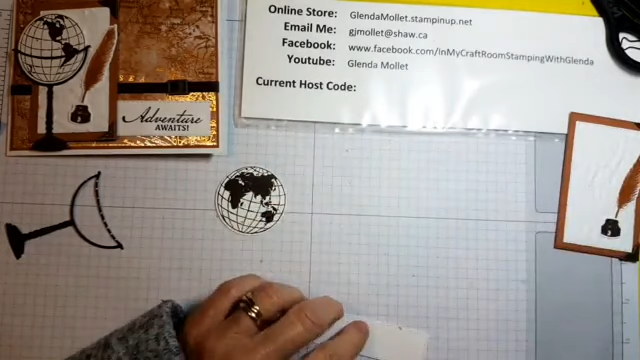 Online Store: GlendaMollet.stampinup.net
Email Me: gjmollet@shaw.ca
Facebook: www.facebook.com/InMyCraftRoomStampingWithGlenda
Youtube: Glenda Mollet
Current Host Code:
Adventure
AWAITS!